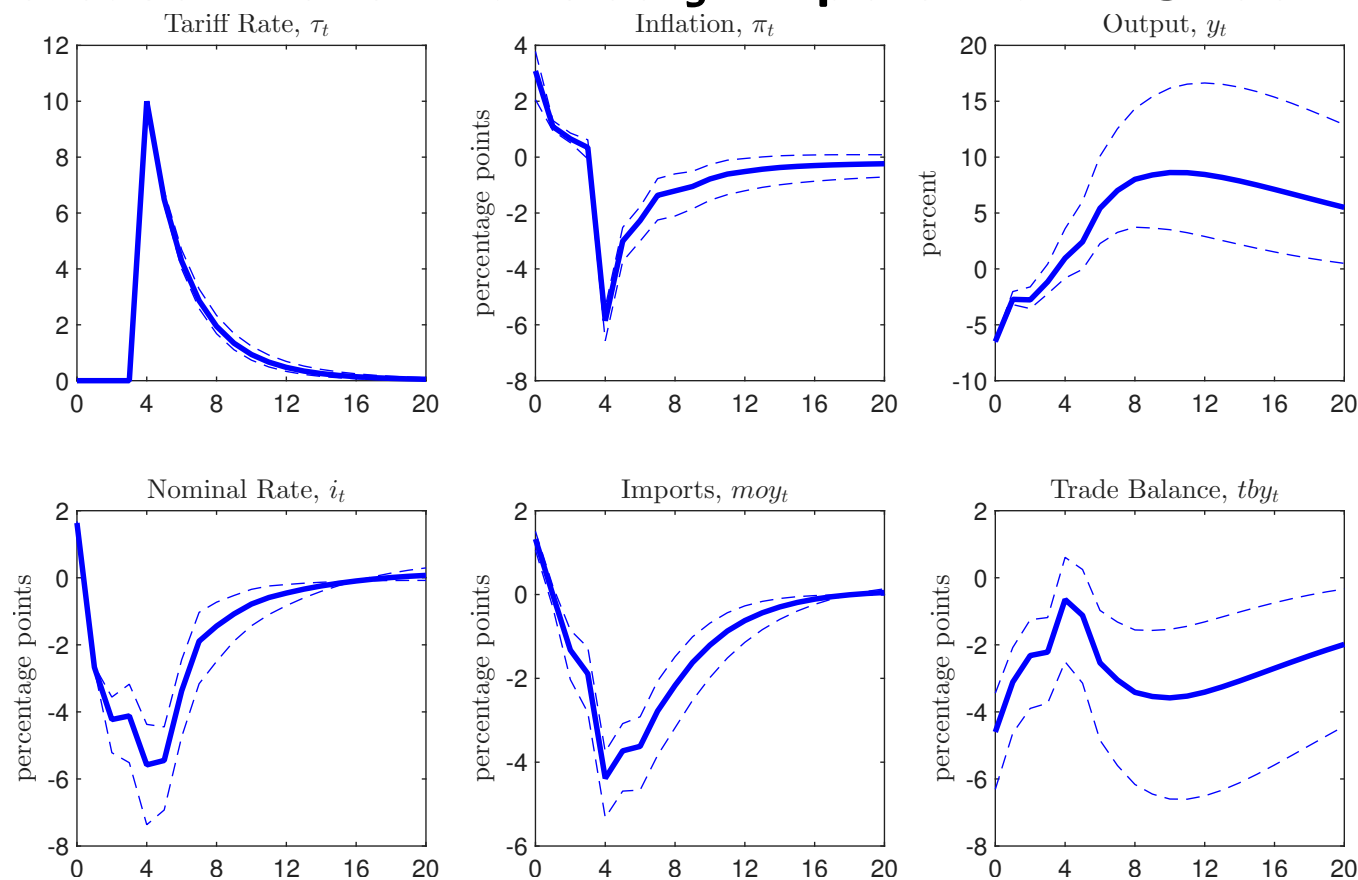 Tariff Rate, τt
12
10
8
6
4
2
0
0 4 8 12 16 20
Inflation, πt
percentage points
4
2
0
-2
-4
-6
-8
0 4 8 12 16 20
Output, yt
percent
20
15
10
5
0
-5
-10
0 4 8 12 16 20
Nominal Rate, it
percentage points
2
0
-2
-4
-6
-8
0 4 8 12 16 20
Imports, moyt
percentage points
2
0
-2
-4
-6
0 4 8 12 16 20
Trade Balance, tbyt
percentage points
2
0
-2
-4
-6
-8
0 4 8 12 16 20